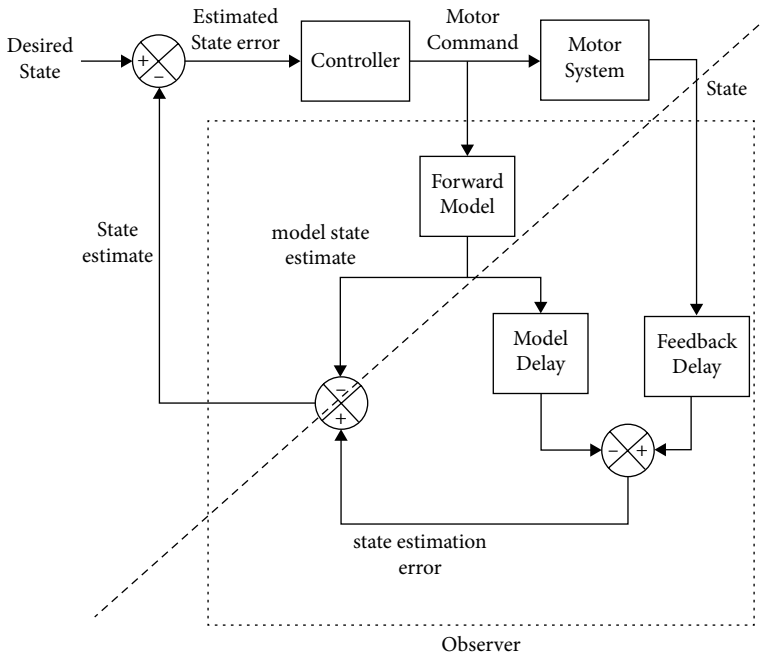 Desired
State
+
−
Estimated
State error
Controller
Motor
Command
Motor
System
State
Forward
Model
State
estimate
model state
estimate
Model
Delay
Feedback
Delay
−
+
−
+
state estimation
error
Observer